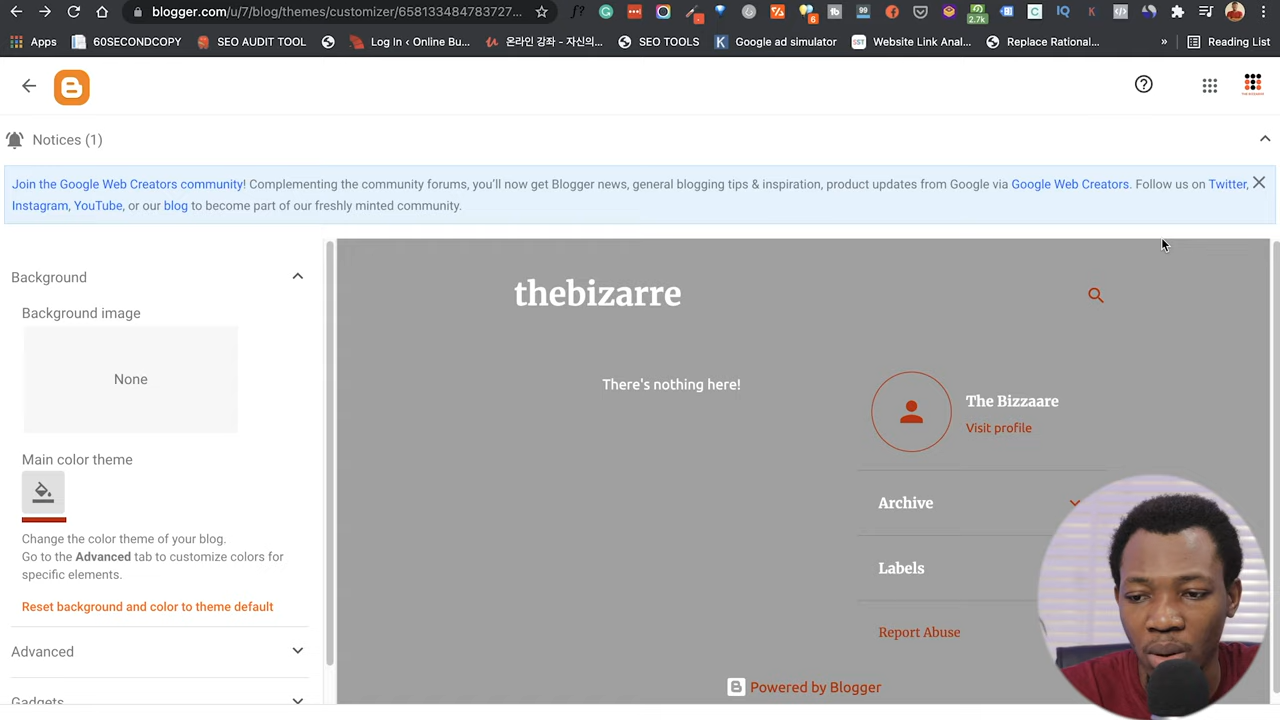 blogger.com/u/7/blog/themes/customizer/658133484783727...
6
99
2.7k
IQ
K
Apps
60SECONDCOPY
SEO AUDIT TOOL
Log In ‹ Online Bu...
온라인 강좌 - 자신의...
SEO TOOLS
Google ad simulator
SST
Website Link Anal...
Replace Rational...
»
Reading List
Notices (1)
Join the Google Web Creators community! Complementing the community forums, you'll now get Blogger news, general blogging tips & inspiration, product updates from Google via Google Web Creators. Follow us on Twitter,
Instagram, YouTube, or our blog to become part of our freshly minted community.
Background
Background image
None
Main color theme
Change the color theme of your blog.
Go to the Advanced tab to customize colors for
specific elements.
Reset background and color to theme default
Advanced
Gadgets
thebizarre
There's nothing here!
The Bizzaare
Visit profile
Archive
Labels
Report Abuse
Powered by Blogger